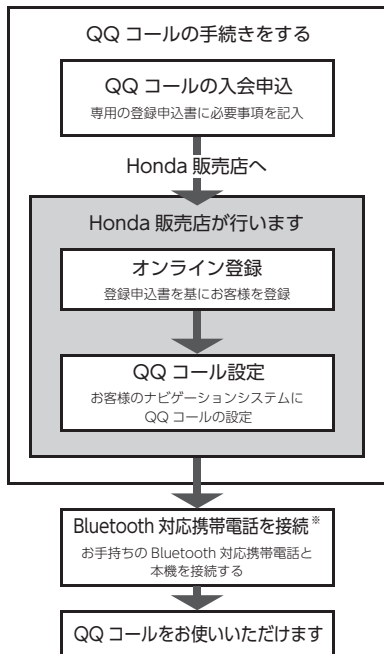 QQ コールの手続きをする
QQ コールの入会申込
専用の登録申込書に必要事項を記入
Honda 販売店へ
Honda 販売店が行います
オンライン登録
登録申込書を基にお客様を登録
QQ コール設定
お客様のナビゲーションシステムに
QQ コールの設定
Bluetooth 対応携帯電話を接続※
お手持ちの Bluetooth 対応携帯電話と
本機を接続する
QQ コールをお使いいただけます